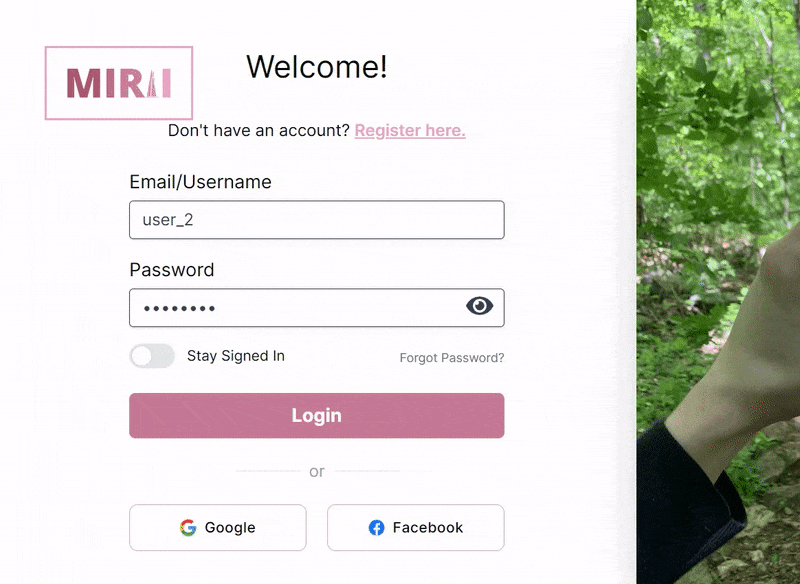 MIRAI
Welcome!
Don't have an account? Register here.
Email/Username
user_2
Password
••••••••
Stay Signed In
Forgot Password?
Login
or
Google
Facebook